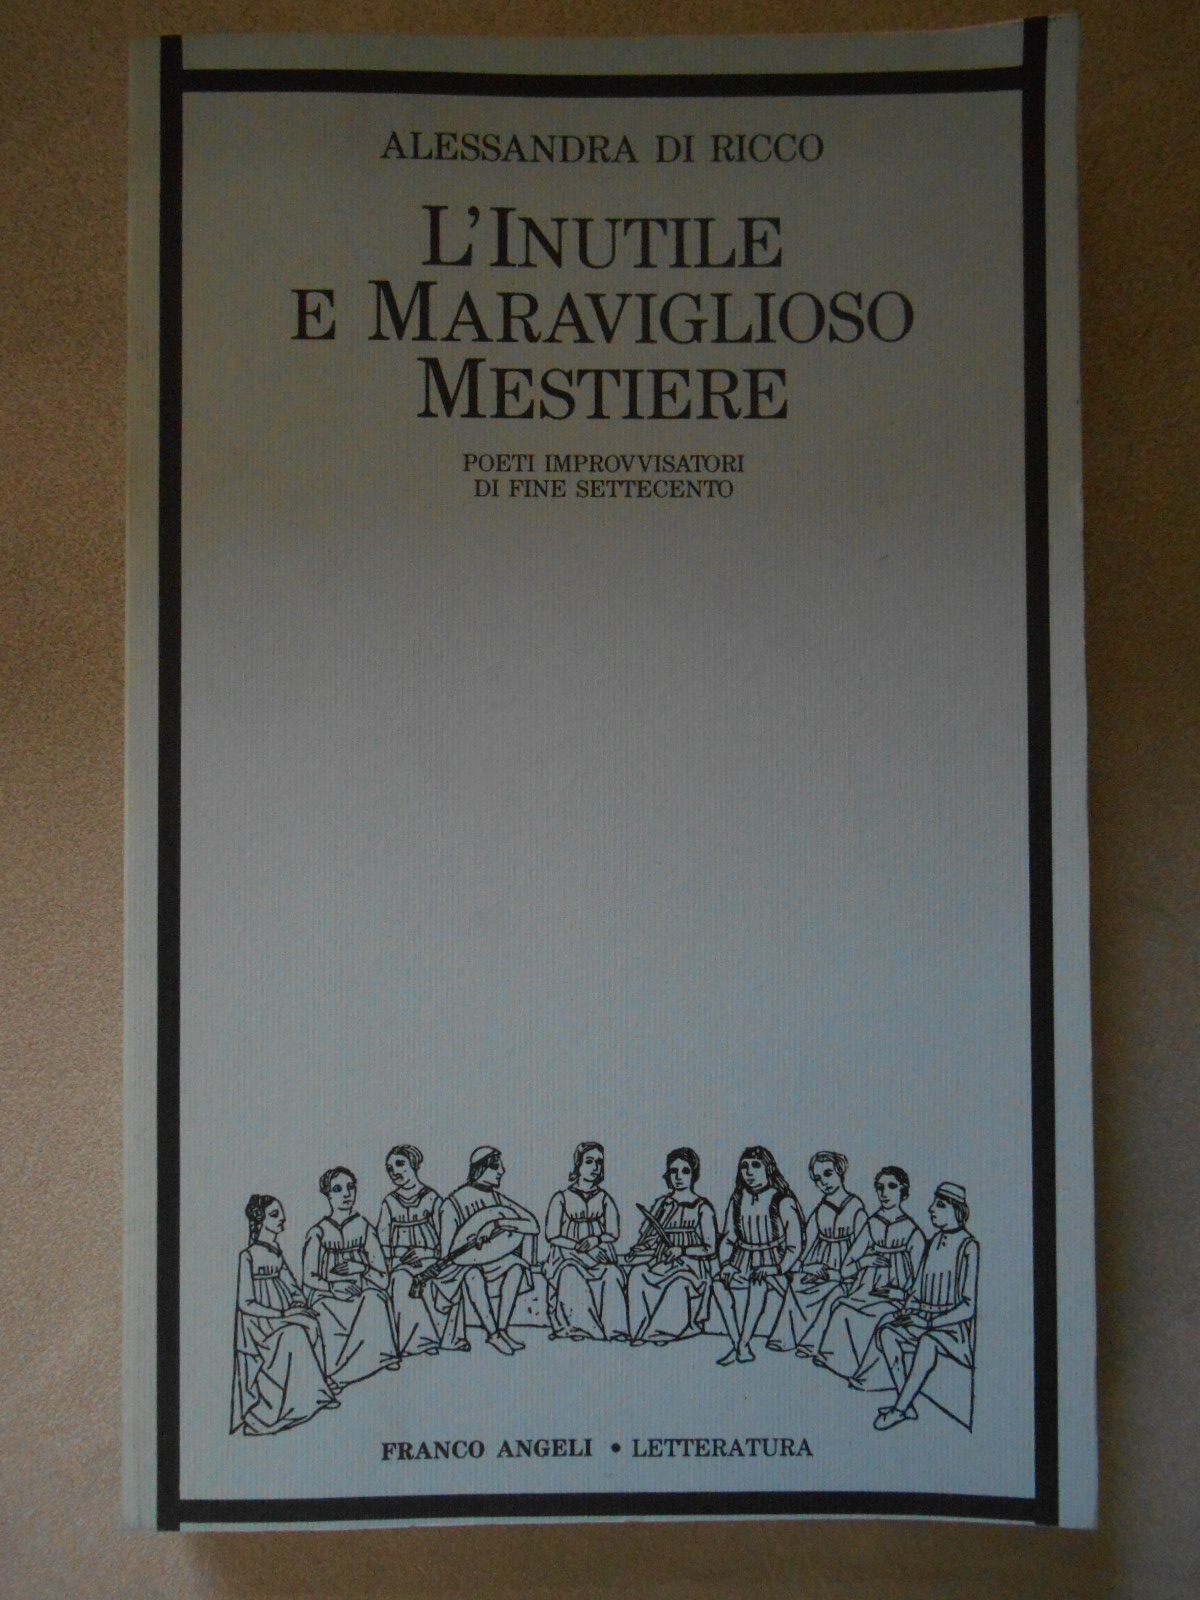 ALESSANDRA DI RICCO
L'INUTILE
E MARAVIGLIOSO
MESTIERE
POETI IMPROVVISATORI
DI FINE SETTECENTO
FRANCO ANGELI • LETTERATURA